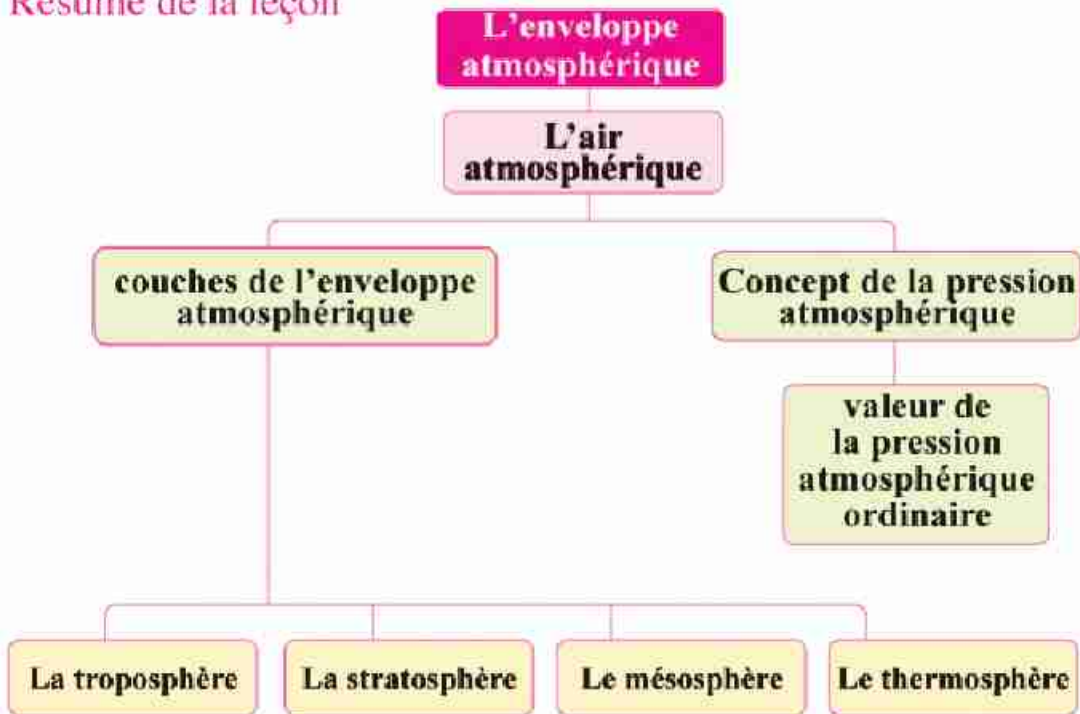 Résumé de la leçon
L'enveloppe
atmosphérique
L'air
atmosphérique
couches de l'enveloppe
atmosphérique
Concept de la pression
atmosphérique
valeur de
la pression
atmosphérique
ordinaire
La troposphère
La stratosphère
Le mésosphère
Le thermosphère